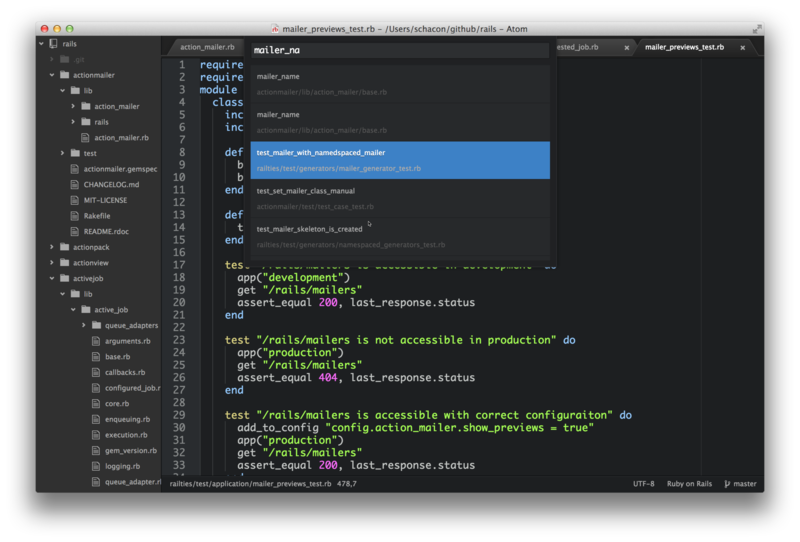 mailer_previews_test.rb – /Users/schacon/github/rails – Atom
rails
.git
actionmailer
lib
action_mailer
rails
action_mailer.rb
test
actionmailer.gemspec
CHANGELOG.md
MIT-LICENSE
Rakefile
README.rdoc
actionpack
actionview
activejob
lib
active_job
queue_adapters
arguments.rb
base.rb
callbacks.rb
configured_job.r
core.rb
enqueuing.rb
execution.rb
gem_version.rb
logging.rb
queue_adapter.rb
action_mailer.rb
ested_job.rb
mailer_previews_test.rb
mailer_na
mailer_name
actionmailer/lib/action_mailer/base.rb
mailer_name
actionmailer/lib/action_mailer/base.rb
test_mailer_with_namedspaced_mailer
railties/test/generators/mailer_generator_test.rb
test_set_mailer_class_manual
actionmailer/test/test_case_test.rb
test_mailer_skeleton_is_created
railties/test/generators/namespaced_generators_test.rb
1 require
2 require
3 module
4 class
5 inc
6 inc
7
8 def
9 b
10 b
11 end
12
13 def
14 t
15 end
16
17 test "/rails/mailers is accessible in development" do
18 app("development")
19 get "/rails/mailers"
20 assert_equal 200, last_response.status
21 end
22
23 test "/rails/mailers is not accessible in production" do
24 app("production")
25 get "/rails/mailers"
26 assert_equal 404, last_response.status
27 end
28
29 test "/rails/mailers is accessible with correct configuraiton" do
30 add_to_config "config.action_mailer.show_previews = true"
31 app("production")
32 get "/rails/mailers"
33 assert_equal 200, last_response.status
railties/test/application/mailer_previews_test.rb 478,7
UTF-8 Ruby on Rails master